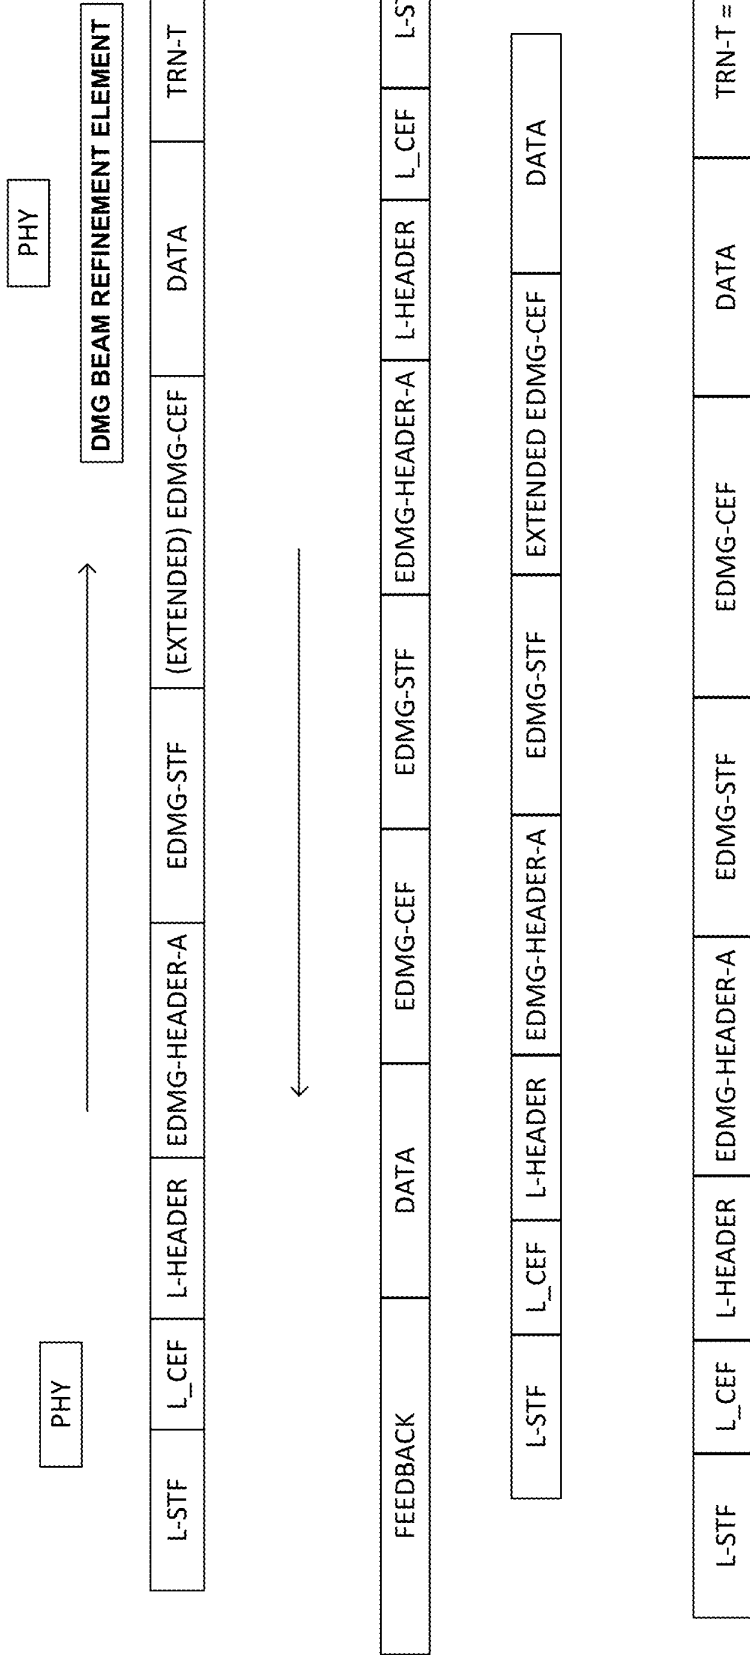 PHY
PHY
DMG BEAM REFINEMENT ELEMENT
L-STF L_CEF L-HEADER EDMG-HEADER-A EDMG-STF (EXTENDED) EDMG-CEF DATA TRN-T
FEEDBACK DATA EDMG-CEF EDMG-STF EDMG-HEADER-A L-HEADER L_CEF
L-STF L_CEF L-HEADER EDMG-HEADER-A EDMG-STF EXTENDED EDMG-CEF DATA
L-STF L_CEF L-HEADER EDMG-HEADER-A EDMG-STF EDMG-CEF DATA TRN-T =